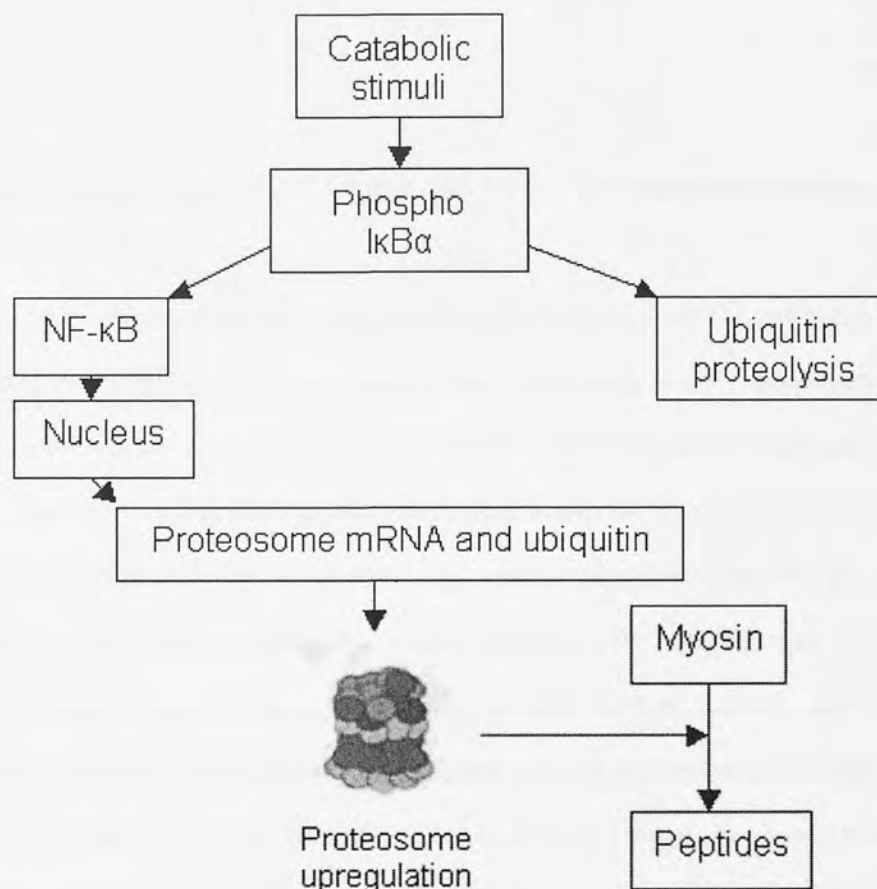 Catabolic
stimuli
Phospho
IκBα
NF-κB
Ubiquitin
proteolysis
Nucleus
Proteosome mRNA and ubiquitin
Myosin
Proteosome
upregulation
Peptides